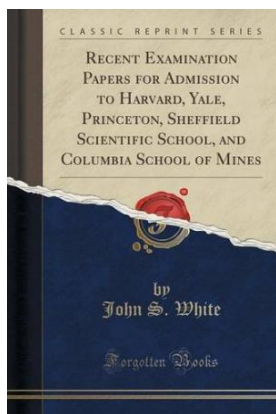 CLASSIC REPRINT SERIES
RECENT EXAMINATION
PAPERS FOR ADMISSION
TO HARVARD, YALE,
PRINCETON, SHEFFIELD
SCIENTIFIC SCHOOL, AND
COLUMBIA SCHOOL OF MINES
by
John S. White
Forgotten Books